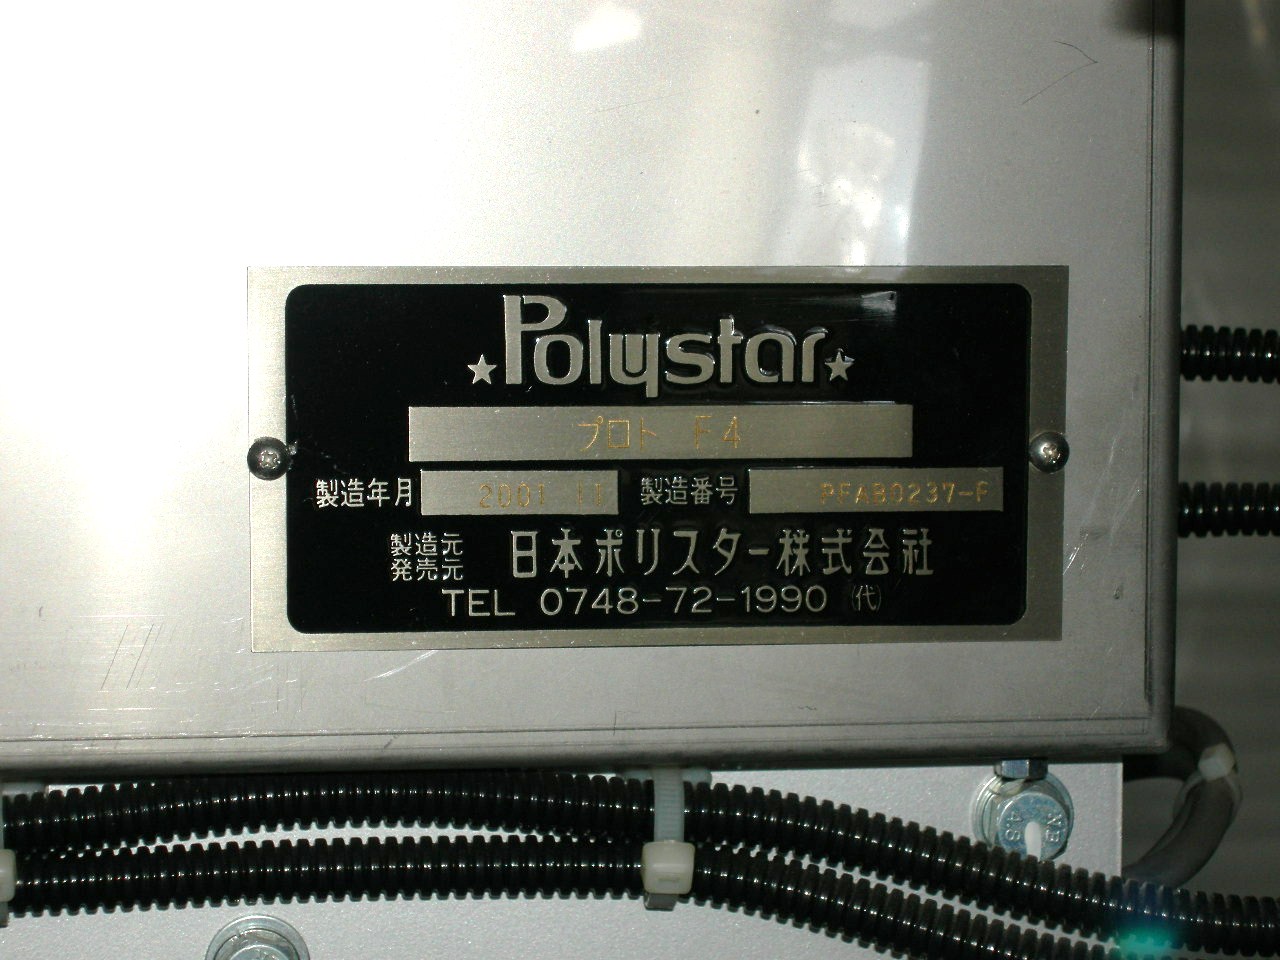 ★Polystar★
プロト F4
製造年月 2001 11 製造番号 PFAB0237-F
製造元
発売元 日本ポリスター株式会社
TEL 0748-72-1990 (代)